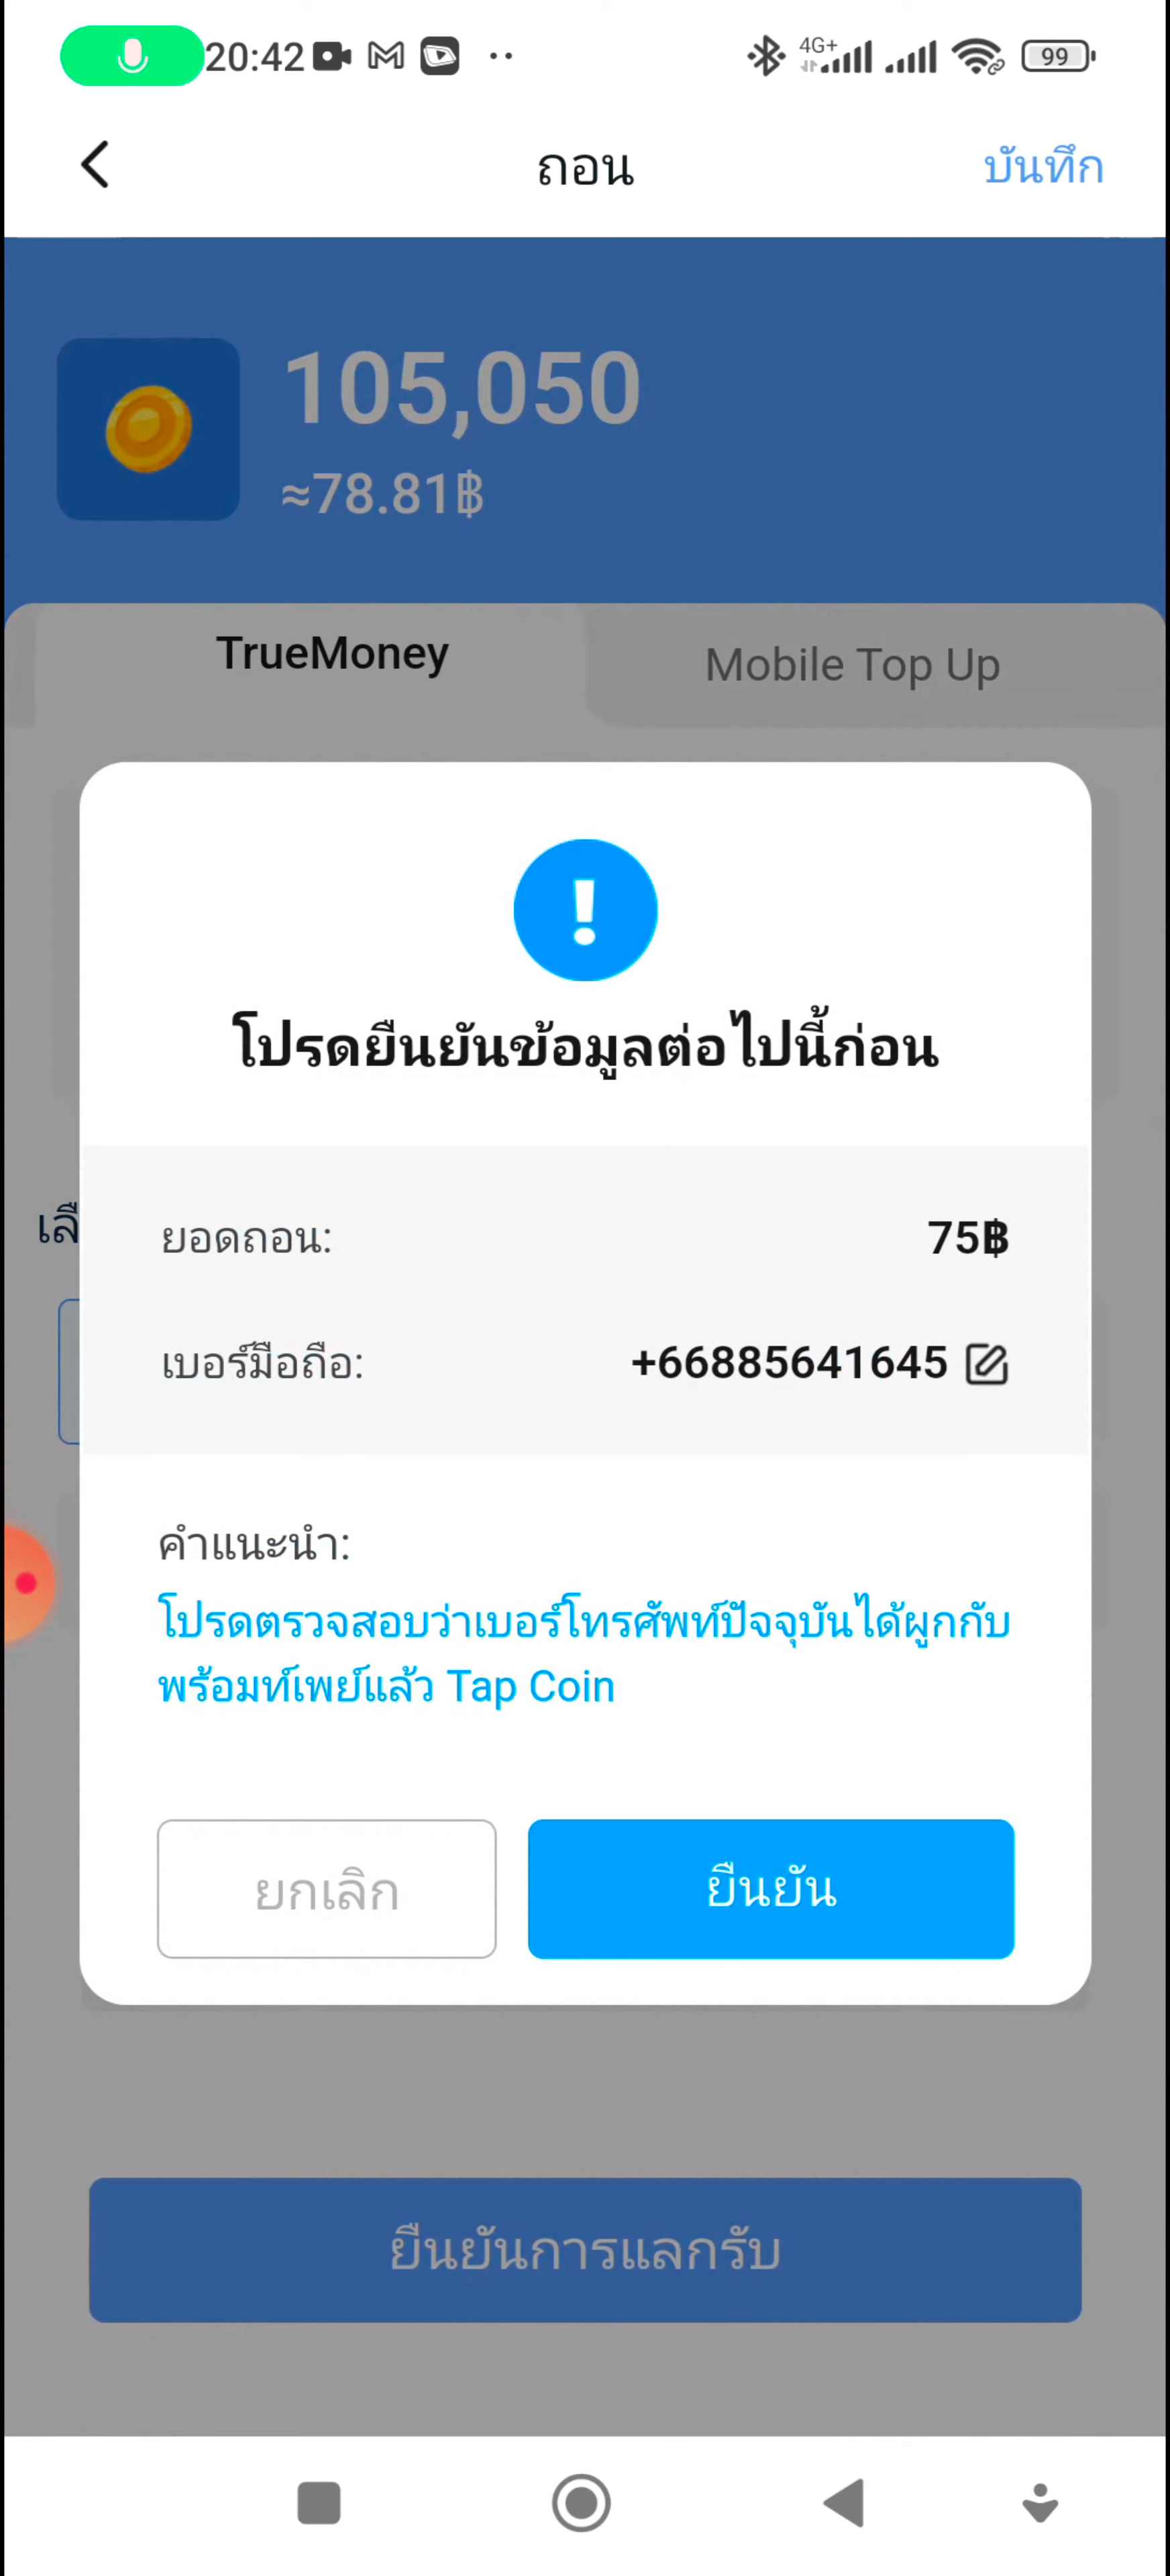 20:42
4G+
99
ถอน
บันทึก
105,050
≈78.81฿
TrueMoney
Mobile Top Up
โปรดยืนยันข้อมูลต่อไปนี้ก่อน
เลื
ยอดถอน:
75฿
เบอร์มือถือ:
+66885641645
คำแนะนำ:
โปรดตรวจสอบว่าเบอร์โทรศัพท์ปัจจุบันได้ผูกกับ
พร้อมท์เพย์แล้ว Tap Coin
ยกเลิก
ยืนยัน
ยืนยันการแลกรับ